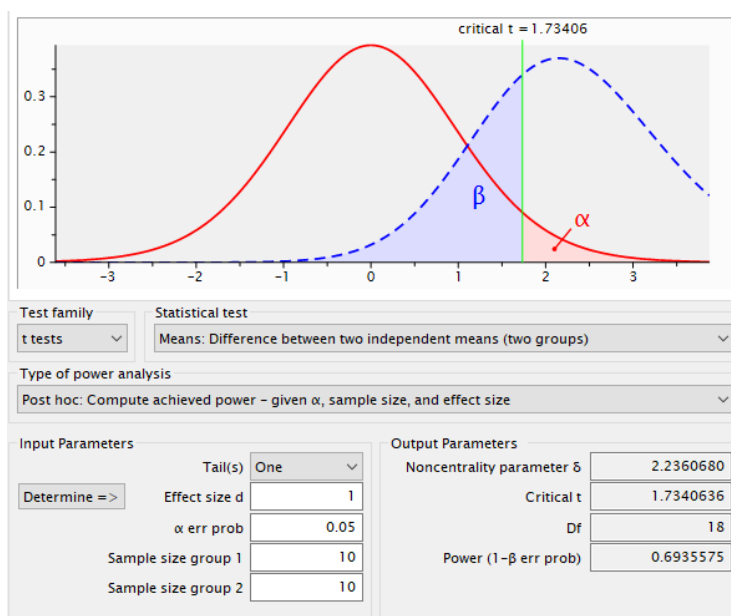 critical t = 1.73406
0.3
0.2
0.1
0
β
α
-3 -2 -1 0 1 2 3
Test family Statistical test
t tests Means: Difference between two independent means (two groups)
Type of power analysis
Post hoc: Compute achieved power – given α, sample size, and effect size
Input Parameters
Tail(s) One
Determine => Effect size d 1
α err prob 0.05
Sample size group 1 10
Sample size group 2 10
Output Parameters
Noncentrality parameter δ 2.2360680
Critical t 1.7340636
Df 18
Power (1-β err prob) 0.6935575